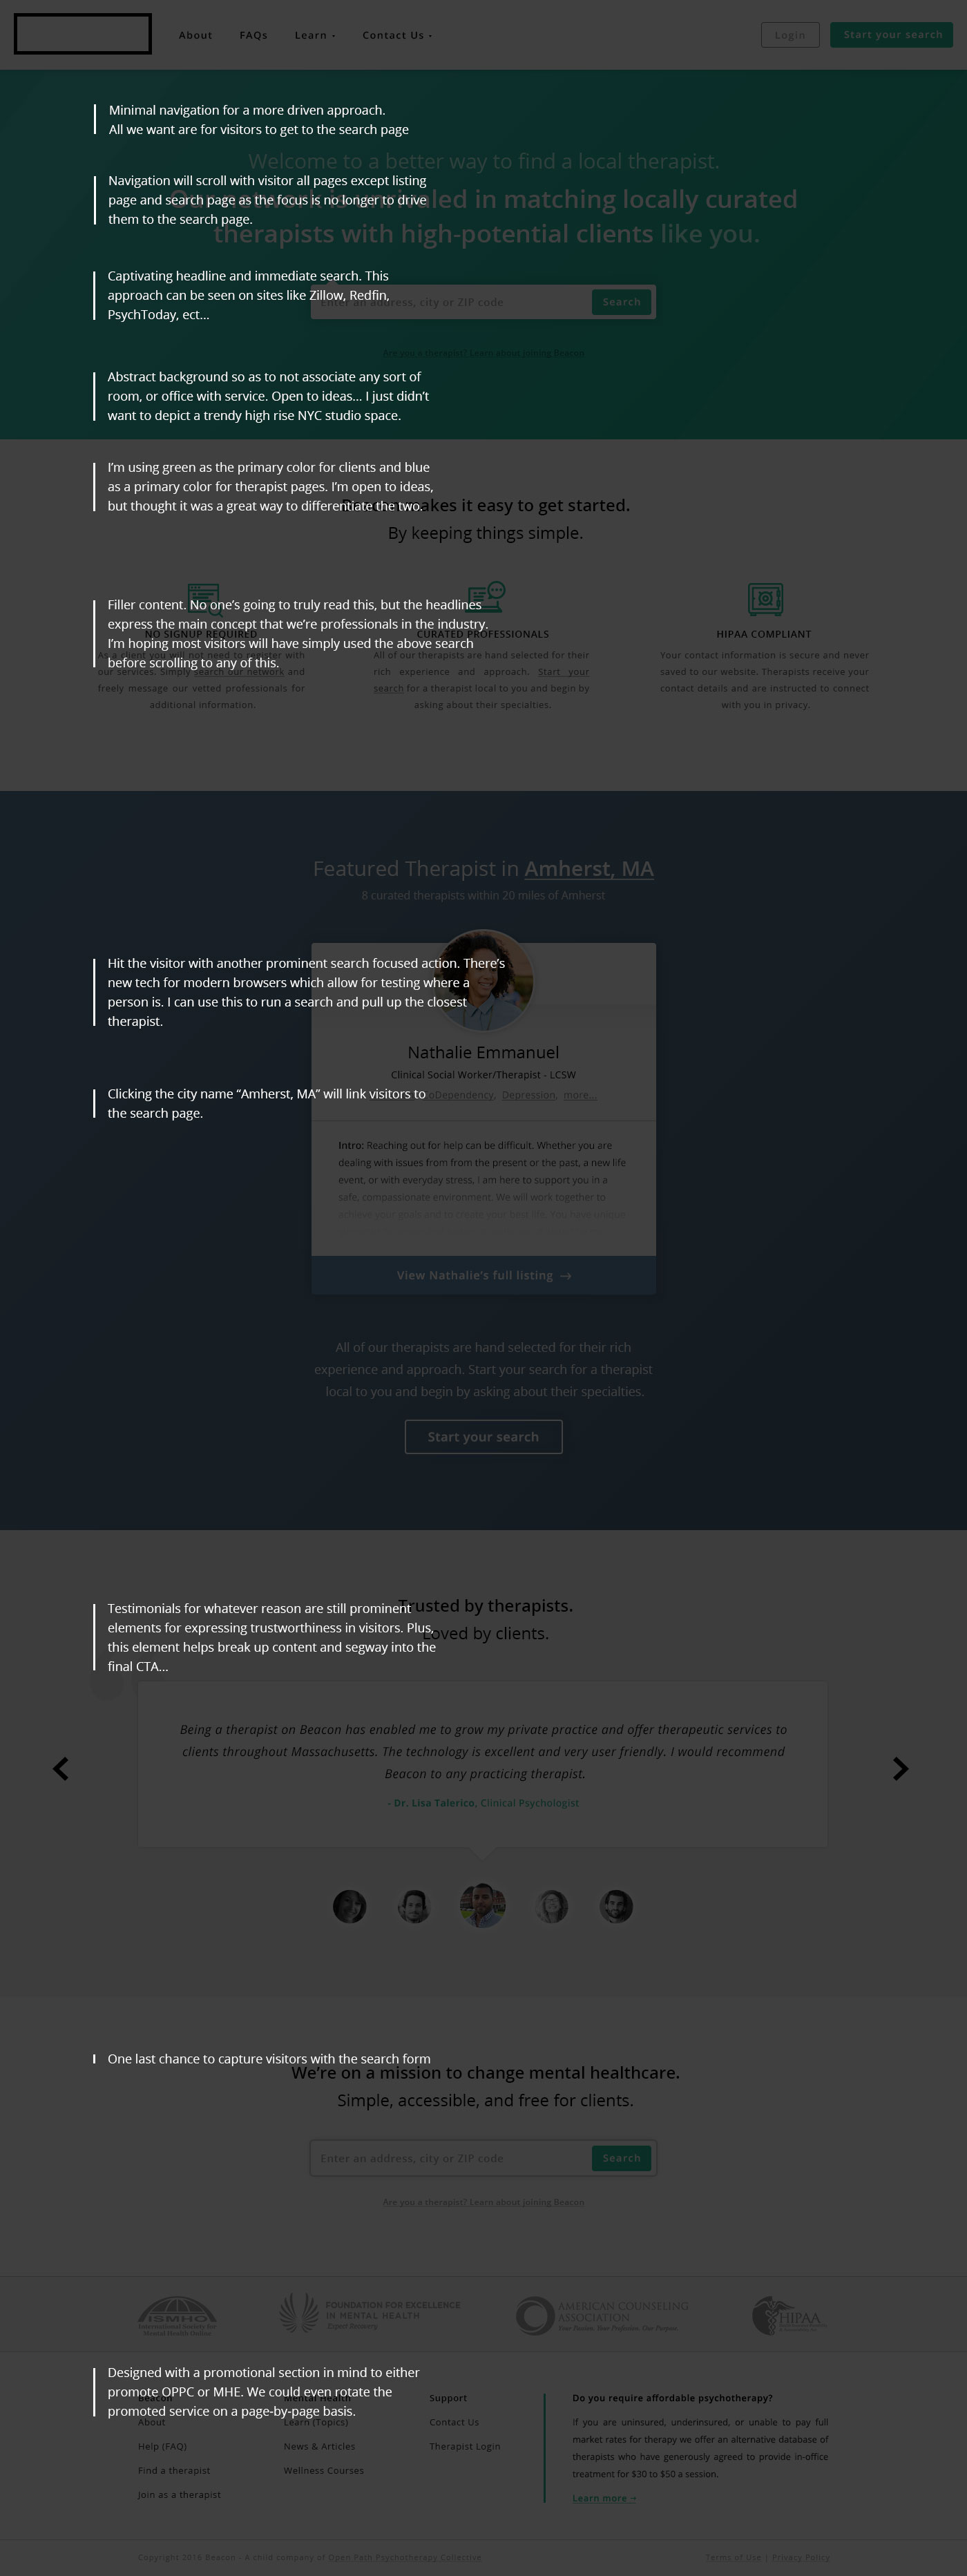 About FAQs Learn Contact Us Login Start your search
Minimal navigation for a more driven approach.
All we want are for visitors to get to the search page
Welcome to a better way to find a local therapist.
Navigation will scroll with visitor all pages except listing
page and search page as the focus is no longer to drive
them to the search page.
is unrivaled in matching locally curated
therapists with high-potential clients like you.
Captivating headline and immediate search. This
approach can be seen on sites like Zillow, Redfin,
PsychToday, ect...
Enter an address, city or ZIP code Search
Are you a therapist? Learn about joining Beacon
Abstract background so as to not associate any sort of
room, or office with service. Open to ideas... I just didn't
want to depict a trendy high rise NYC studio space.
I'm using green as the primary color for clients and blue
as a primary color for therapist pages. I'm open to ideas,
but thought it was a great way to differentiate the two.
Beacon makes it easy to get started.
By keeping things simple.
Filler content. No one's going to truly read this, but the headlines
express the main concept that we're professionals in the industry.
I'm hoping most visitors will have simply used the above search
before scrolling to any of this.
NO SIGNUP REQUIRED
As a client you will not need to register with
our services. Simply search our network and
freely message our vetted professionals for
additional information.
CURATED PROFESSIONALS
All of our therapists are hand selected for their
rich experience and approach. Start your
search for a therapist local to you and begin by
asking about their specialties.
HIPAA COMPLIANT
Your contact information is secure and never
saved to our website. Therapists receive your
contact details and are instructed to connect
with you in privacy.
Featured Therapist in Amherst, MA
8 curated therapists within 20 miles of Amherst
Hit the visitor with another prominent search focused action. There's
new tech for modern browsers which allow for testing where a
person is. I can use this to run a search and pull up the closest
therapist.
Nathalie Emmanuel
Clinical Social Worker/Therapist - LCSW
Clicking the city name "Amherst, MA" will link visitors to
the search page.
Depression, more...
Intro: Reaching out for help can be difficult. Whether you are
dealing with issues from from the present or the past, a new life
event, or with everyday stress, I am here to support you in a
safe, compassionate environment. We will work together to
achieve your goals and to create your best life. You have
View Nathalie's full listing →
All of our therapists are hand selected for their rich
experience and approach. Start your search for a therapist
local to you and begin by asking about their specialties.
Start your search
Testimonials for whatever reason are still prominent
elements for expressing trustworthiness in visitors. Plus,
this element helps break up content and segway into the
final CTA...
Trusted by therapists.
Loved by clients.
Being a therapist on Beacon has enabled me to grow my private practice and offer therapeutic services to
clients throughout Massachusetts. The technology is excellent and very user friendly. I would recommend
Beacon to any practicing therapist.
- Dr. Lisa Talerico, Clinical Psychologist
One last chance to capture visitors with the search form
We're on a mission to change mental healthcare.
Simple, accessible, and free for clients.
Enter an address, city or ZIP code Search
Are you a therapist? Learn about joining Beacon
ISMHO
International Society for
Mental Health Online
FOUNDATION FOR EXCELLENCE
IN MENTAL HEALTH
AMERICAN COUNSELING
ASSOCIATION
HIPAA
Designed with a promotional section in mind to either
promote OPPC or MHE. We could even rotate the
promoted service on a page-by-page basis.
Beacon
About
Help (FAQ)
Find a therapist
Join as a therapist
Mental Health
Learn (Topics)
News & Articles
Wellness Courses
Support
Contact Us
Therapist Login
Do you require affordable psychotherapy?
If you are uninsured, underinsured, or unable to pay full
market rates for therapy we offer an alternative database of
therapists who have generously agreed to provide in-office
treatment for $30 to $50 a session.
Learn more →
Copyright 2016 Beacon - A child company of Open Path Psychotherapy Collective
Terms of Use | Privacy Policy